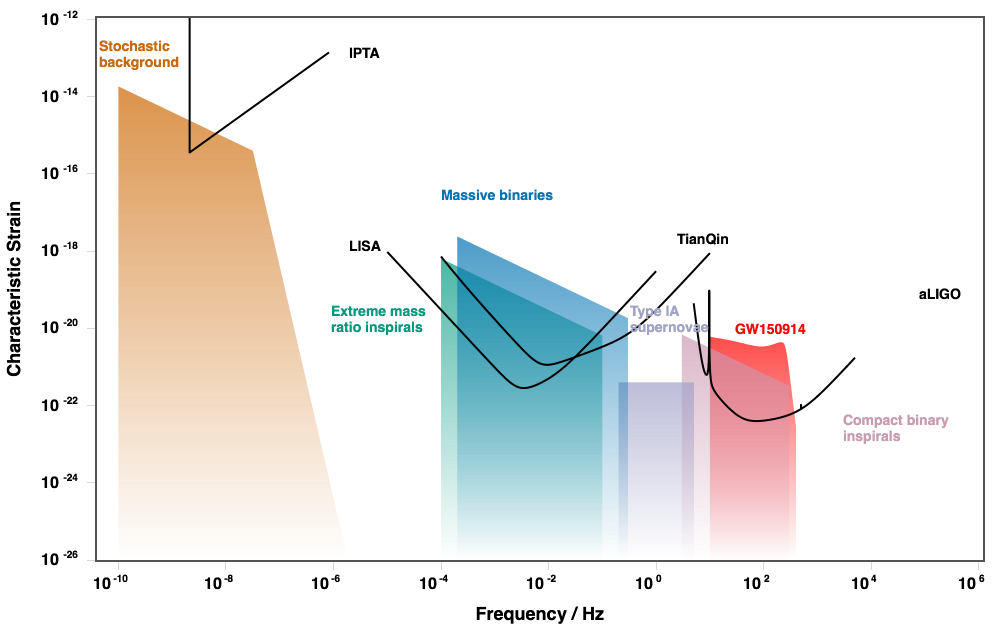 10 -12
Stochastic
background
IPTA
10 -14
10 -16
Massive binaries
10 -18
LISA
TianQin
aLIGO
Extreme mass
ratio inspirals
Type IA
supernovae
GW150914
10 -20
10 -22
Compact binary
inspirals
10 -24
10 -26
Characteristic Strain
10 -10
10 -8
10 -6
10 -4
10 -2
10 0
10 2
10 4
10 6
Frequency / Hz